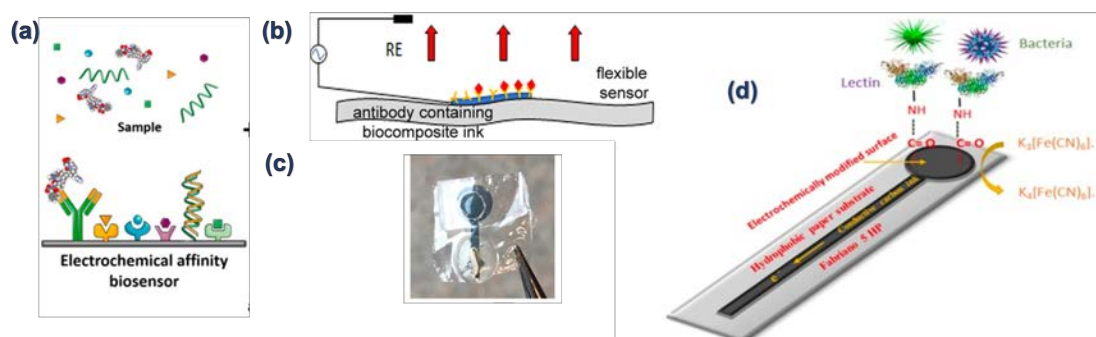 (a)
Sample
Electrochemical affinity
biosensor
(b)
RE
flexible
sensor
antibody containing
biocomposite ink
(c)
(d)
Bacteria
Lectin
NH
NH
C=O
C=O
K₃[Fe(CN)₆].
K₄[Fe(CN)₆].
Electrochemically modified surface
Hydrophobic paper substrate
Conductive carbon ink
Fabriano 5 HP